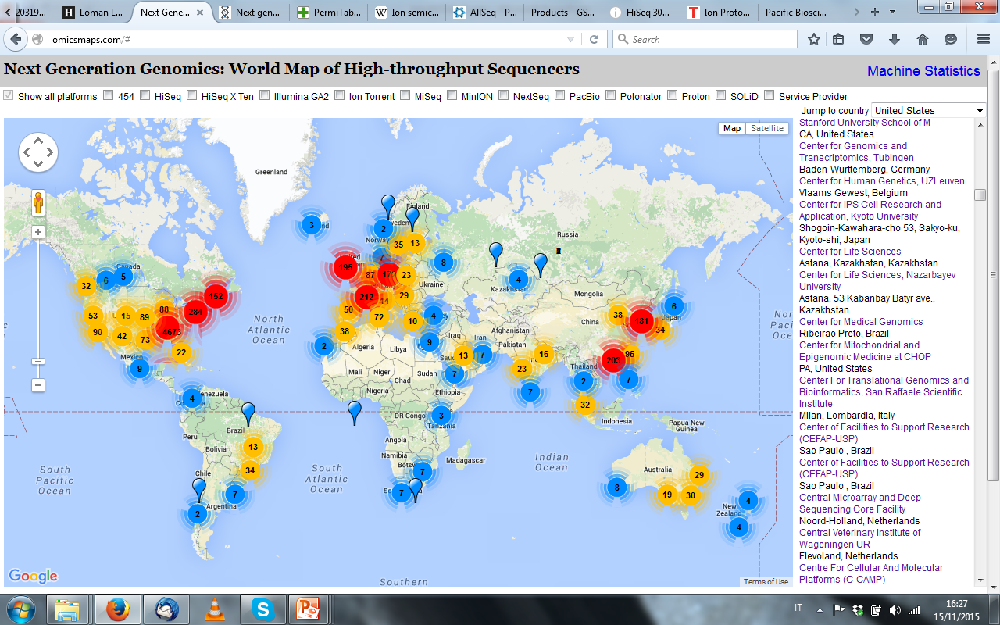 20319...
Loman L...
Next Gene...
Next gen...
PermiTab...
Ion semic...
AllSeq - P...
Products - GS...
HiSeq 30...
Ion Proto...
Pacific Biosci...
omicsmaps.com/#
Search
Next Generation Genomics: World Map of High-throughput Sequencers
Machine Statistics
Show all platforms 454 HiSeq HiSeq X Ten Illumina GA2 Ion Torrent MiSeq MinION NextSeq PacBio Polonator Proton SOLiD Service Provider
Jump to country United States
Map Satellite
Greenland
Finland
Norway
Russia
Canada
Ukraine
Kazakhstan
Mongolia
China
Japan
North
Atlantic
Ocean
Mexico
Algeria
Libya
Iraq
Iran
Afghanistan
Pakistan
Mali
Niger
Chad
Sudan
Nigeria
Ethiopia
Thailand
Venezuela
DR Congo
Tanzania
Indonesia
Papua New
Guinea
Peru
Brazil
Bolivia
Angola
Namibia
Madagascar
Chile
Argentina
South
Pacific
Ocean
South
Atlantic
Ocean
Indian
Ocean
Australia
New
Zealand
Southern
3
2
35
13
7
8
195
87
23
4
32
6
5
152
284
88
53
15
89
90
42
73
4673
22
9
212
14
29
50
72
38
10
4
9
2
13
7
7
16
23
7
38
181
34
6
203
95
7
2
32
4
13
34
7
2
3
7
7
8
19
30
29
4
4
Google
Terms of Use
Stanford University School of M
CA, United States
Center for Genomics and
Transcriptomics, Tubingen
Baden-Württemberg, Germany
Center for Human Genetics, UZLeuven
Vlaams Gewest, Belgium
Center for iPS Cell Research and
Application, Kyoto University
Shogoin-Kawahara-cho 53, Sakyo-ku,
Kyoto-shi, Japan
Center for Life Sciences
Astana, Kazakhstan, Kazakhstan
Center for Life Sciences, Nazarbayev
University
Astana, 53, Kabanbay Batyr,
Kazakhstan
Center for Medical Genomics
Ribeirao Preto, Brazil
Center for Mitochondrial and
Epigenomic Medicine at CHOP
PA, United States
Center For Translational Genomics and
Bioinformatics, San Raffaele Scientific
Institute
Milan, Lombardia, Italy
Center of Facilities to Support Research
(CEFAP-USP)
Sao Paulo , Brazil
Center of Facilities to Support Research
(CEFAP-USP)
Sao Paulo , Brazil
Central Microarray and Deep
Sequencing Core Facility
Noord-Holland, Netherlands
Central Veterinary institute of
Wageningen UR
Flevoland, Netherlands
Centre For Cellular And Molecular
Platforms (C-CAMP)
IT
16:27
15/11/2015